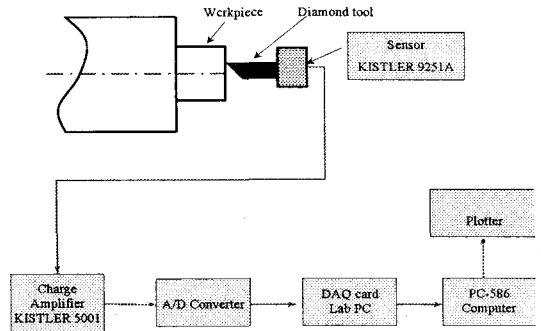 Workpiece
Diamond tool
Sensor
KISTLER 9251A
Plotter
Charge
Amplifier
KISTLER 5001
A/D Converter
DAQ card
Lab PC
PC-586
Computer